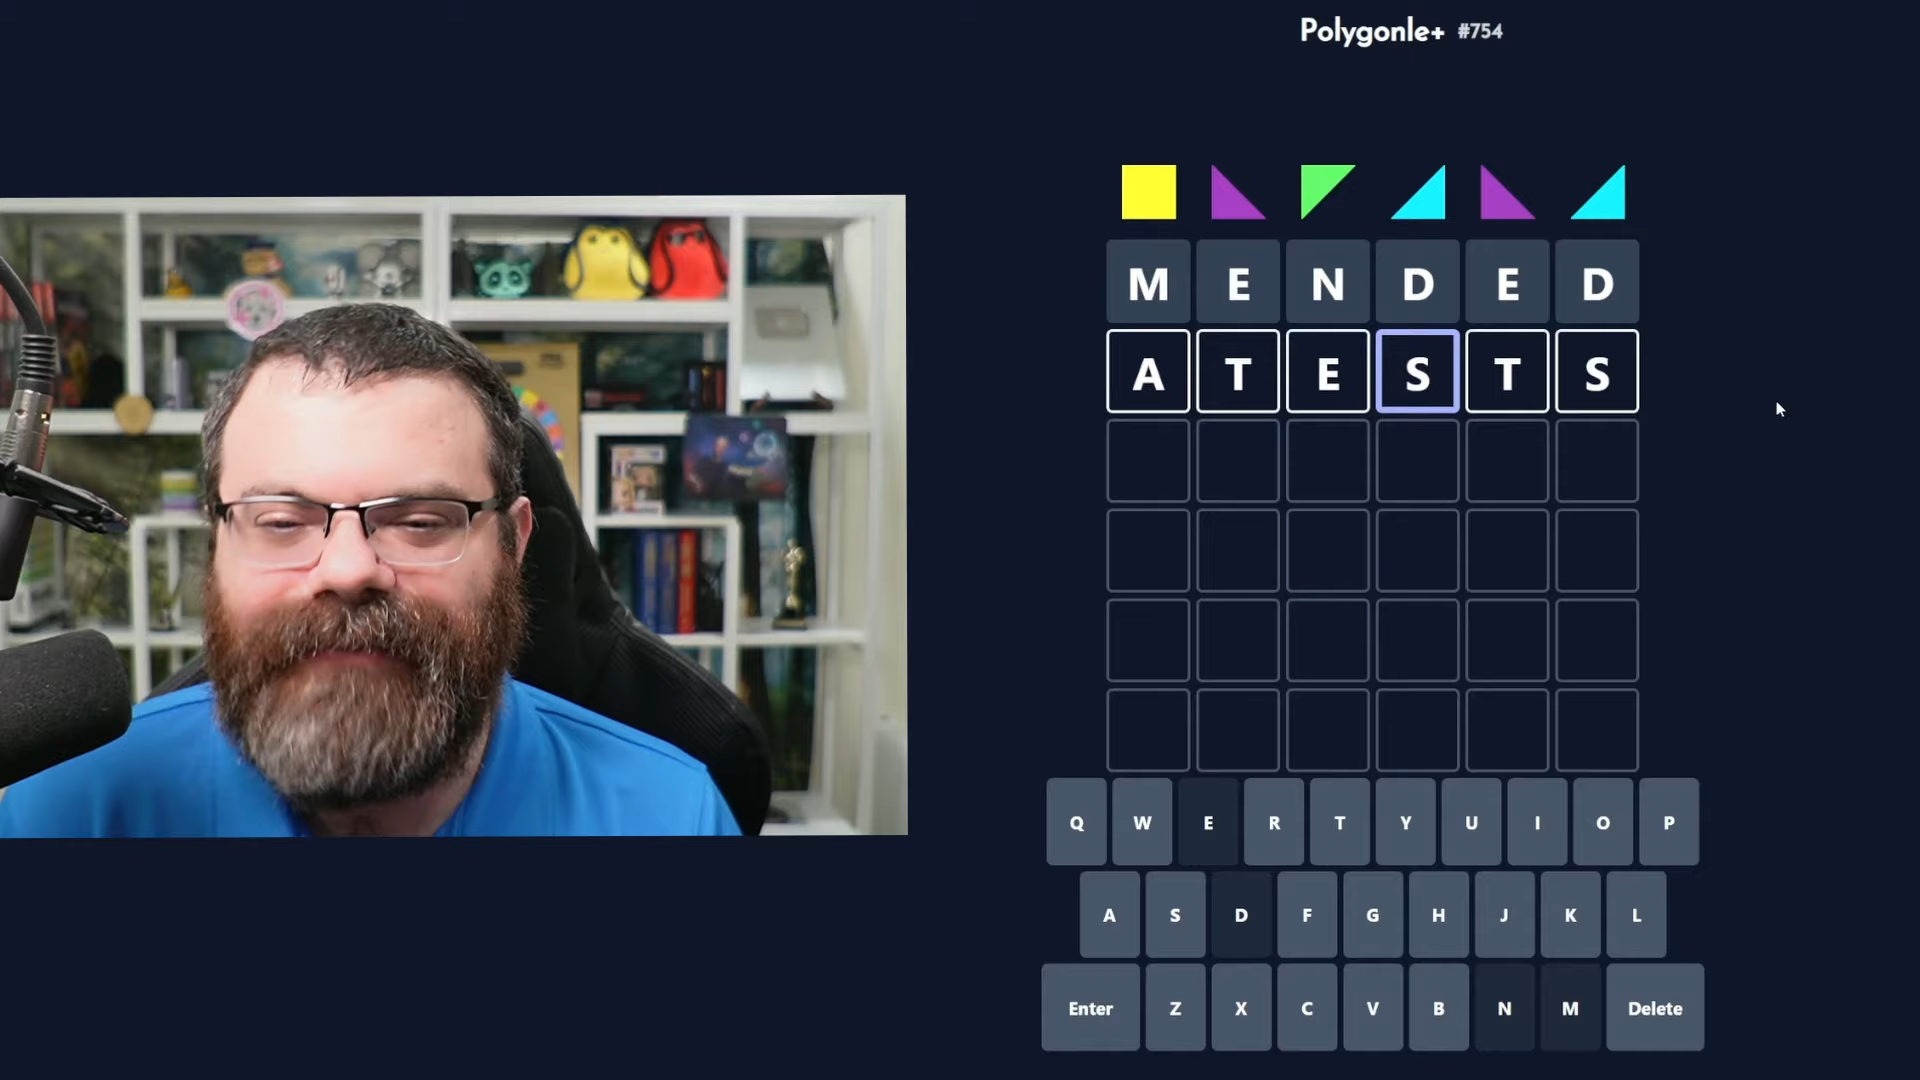 Polygonle+ #754
M E N D E D
A T E S T S
Q W E R T Y U I O P
A S D F G H J K L
Enter Z X C V B N M Delete